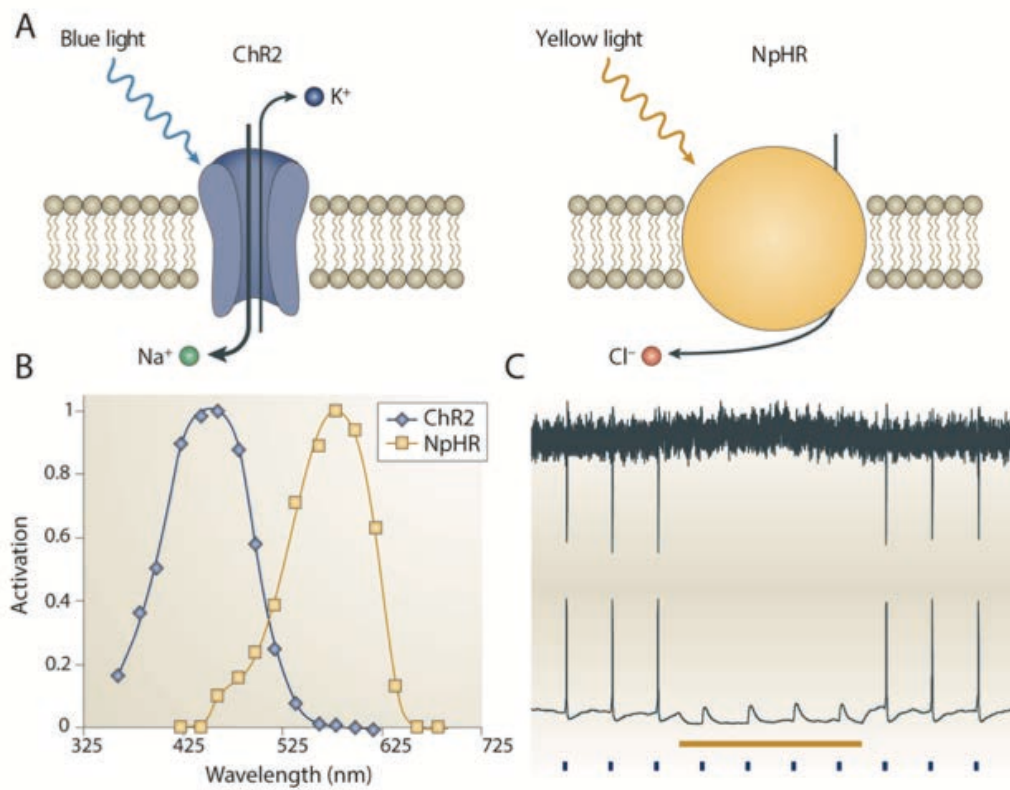 A
Blue light
ChR2
K⁺
Na⁺
Yellow light
NpHR
Cl⁻
B
1
0.8
0.6
0.4
0.2
0
Activation
325
425
525
625
725
Wavelength (nm)
ChR2
NpHR
C